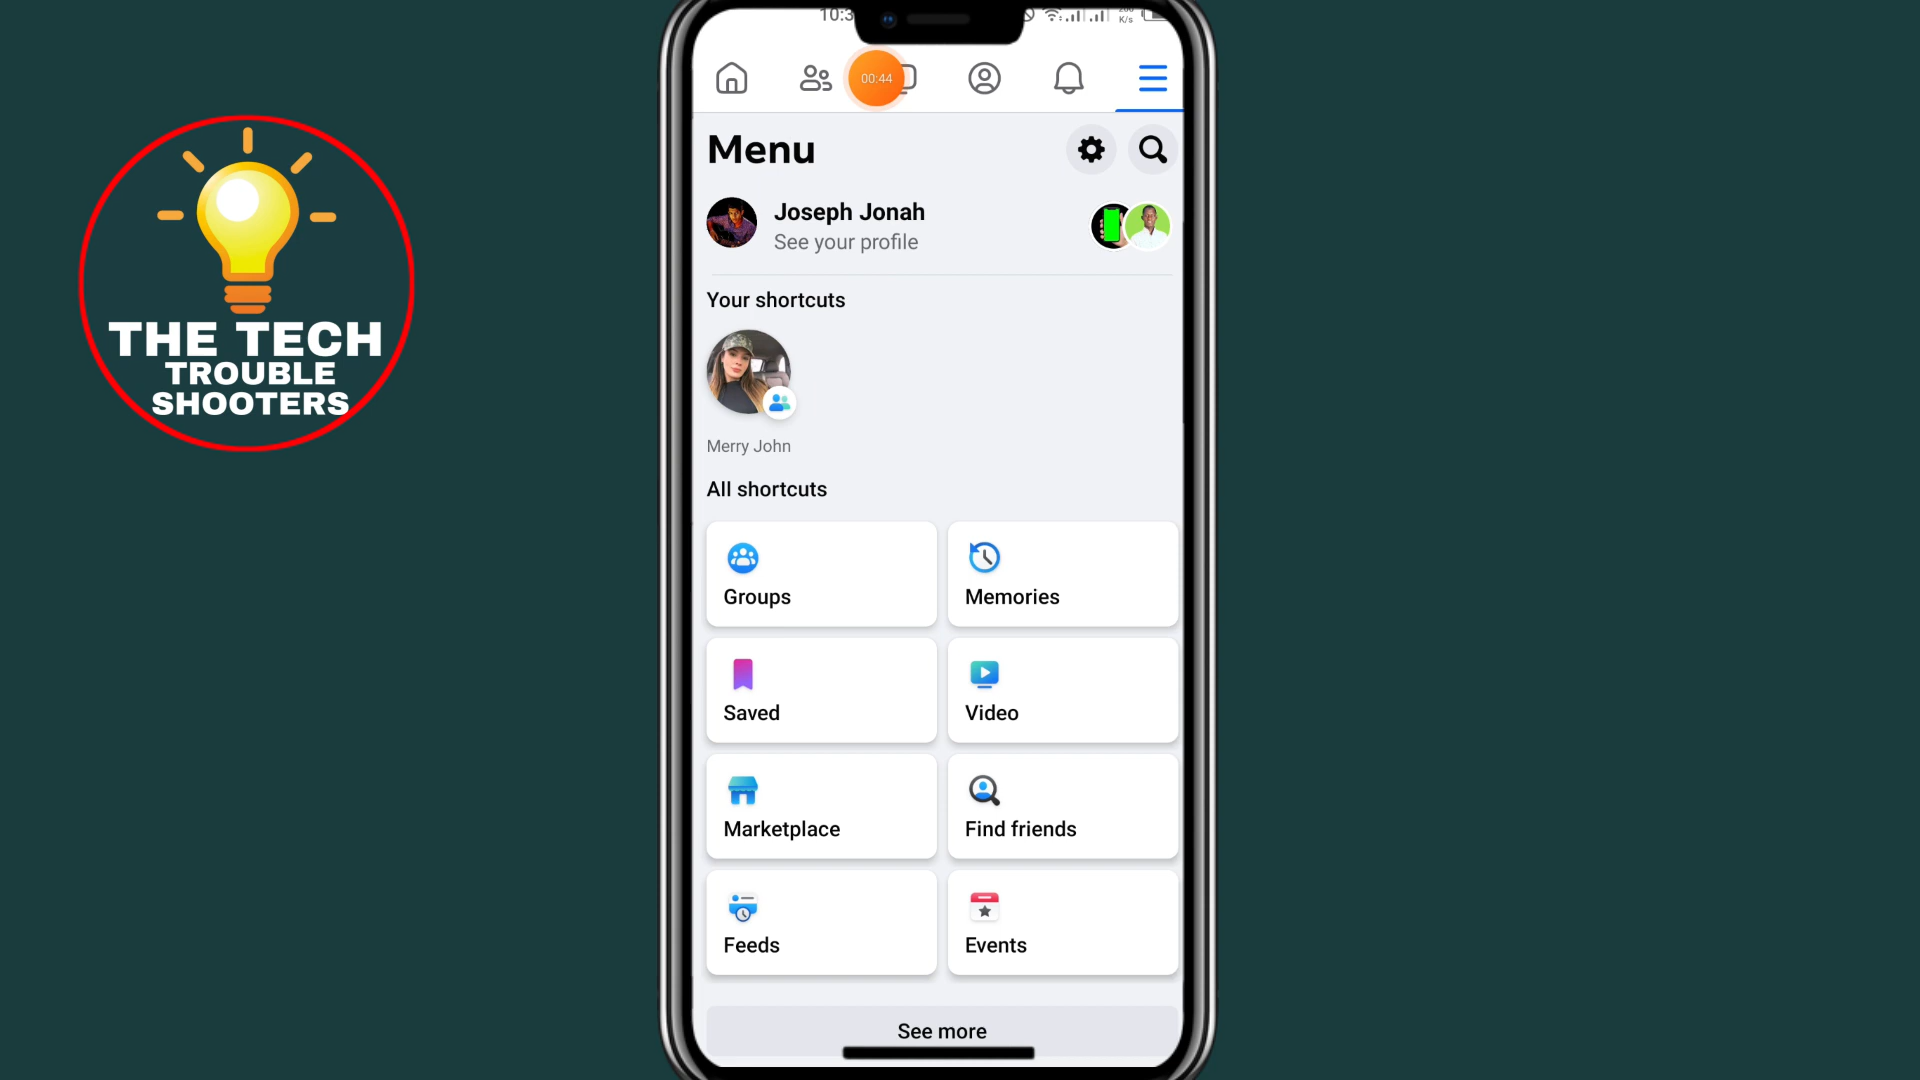 THE TECH
TROUBLE
SHOOTERS
00:44
K/s
Menu
Joseph Jonah
See your profile
Your shortcuts
Merry John
All shortcuts
Groups
Memories
Saved
Video
Marketplace
Find friends
Feeds
Events
See more